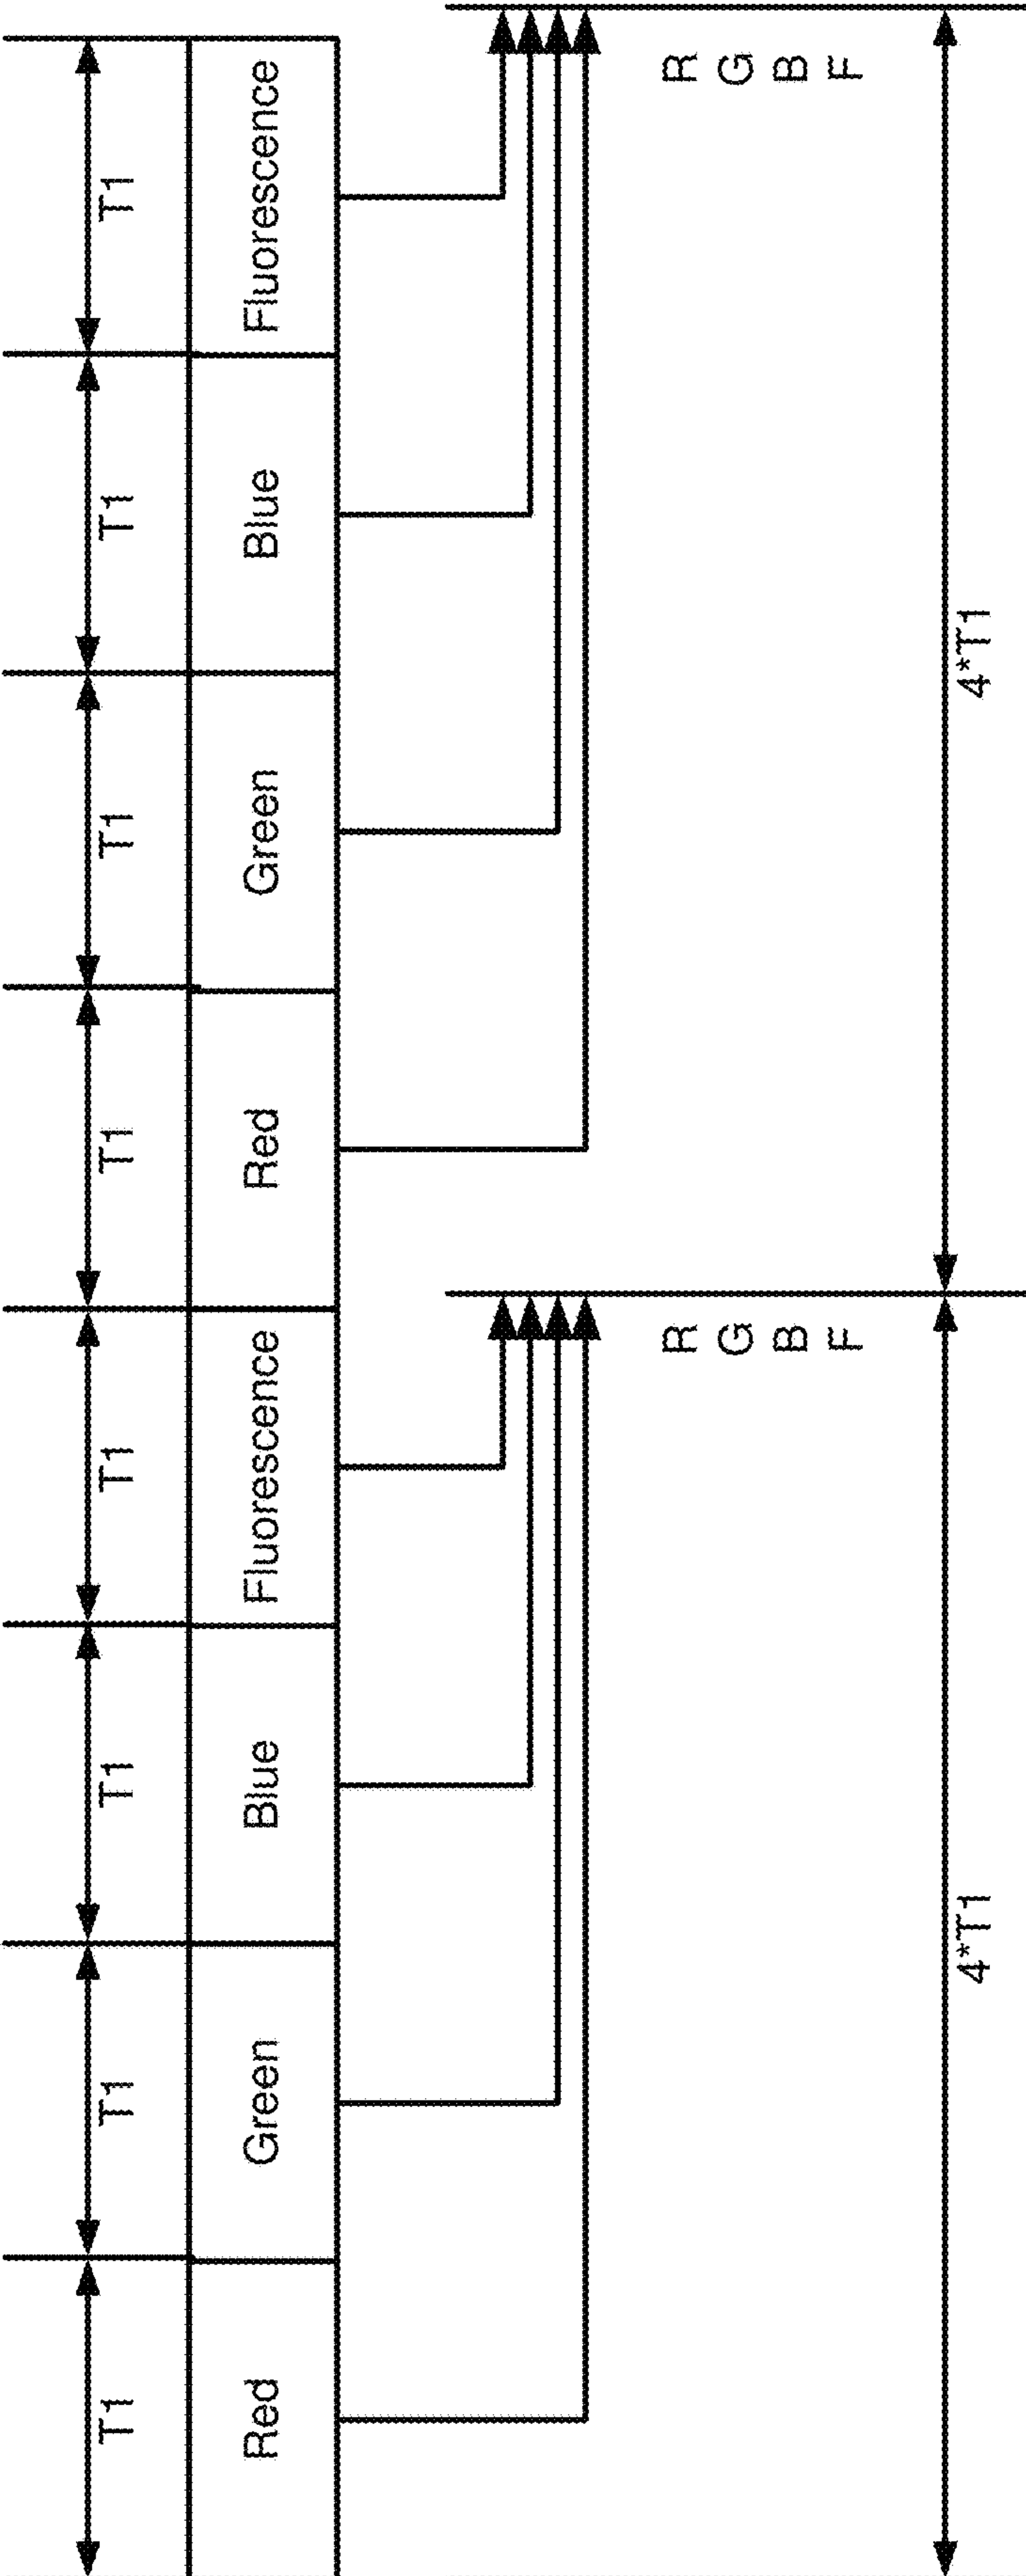 T1 T1 T1 T1 T1 T1 T1 T1
Red Green Blue Fluorescence Red Green Blue Fluorescence
R R
G G
B B
F F
4*T1 4*T1